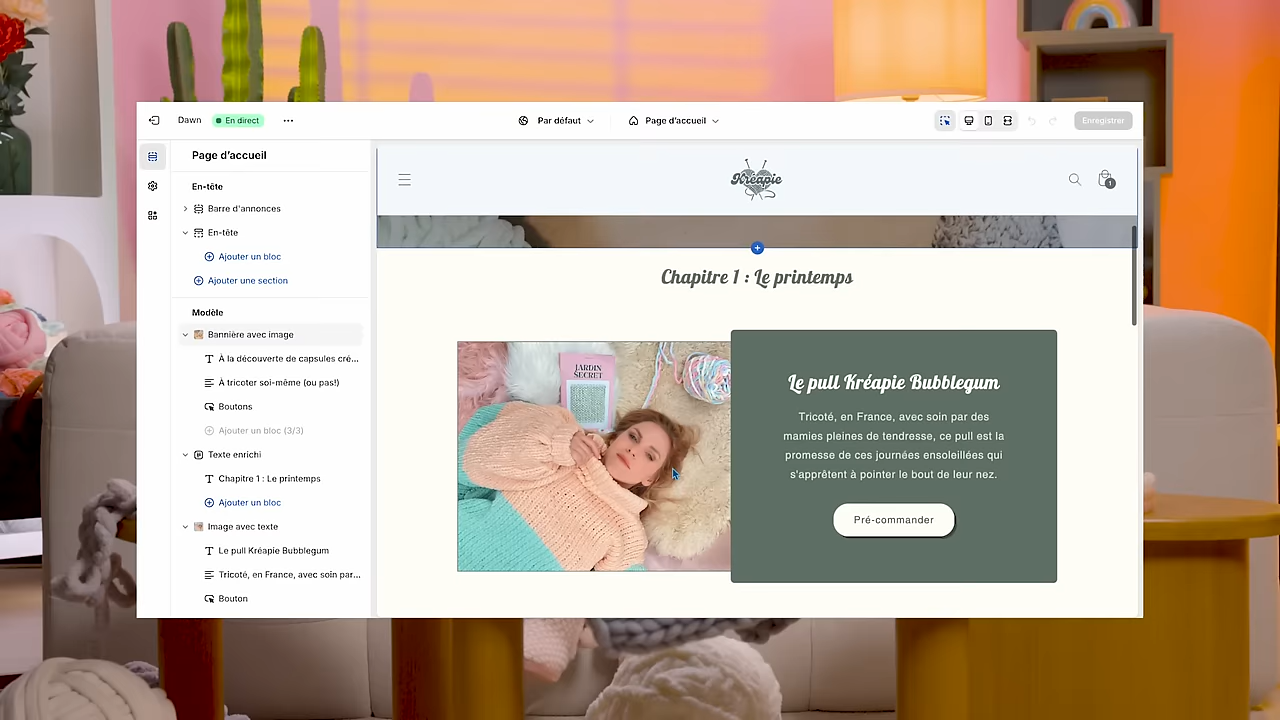 Dawn
En direct
Par défaut
Page d'accueil
Enregistrer
Page d'accueil
En-tête
Barre d'annonces
En-tête
Ajouter un bloc
Ajouter une section
Modèle
Bannière avec image
À la découverte de capsules cré...
À tricoter soi-même (ou pas!)
Boutons
Ajouter un bloc (3/3)
Texte enrichi
Chapitre 1 : Le printemps
Ajouter un bloc
Image avec texte
Le pull Kréapie Bubblegum
Tricoté, en France, avec soin par...
Bouton
Kréapie
1
Chapitre 1 : Le printemps
JARDIN
SECRET
Le pull Kréapie Bubblegum
Tricoté, en France, avec soin par des
mamies pleines de tendresse, ce pull est la
promesse de ces journées ensoleillées qui
s'apprêtent à pointer le bout de leur nez.
Pré-commander